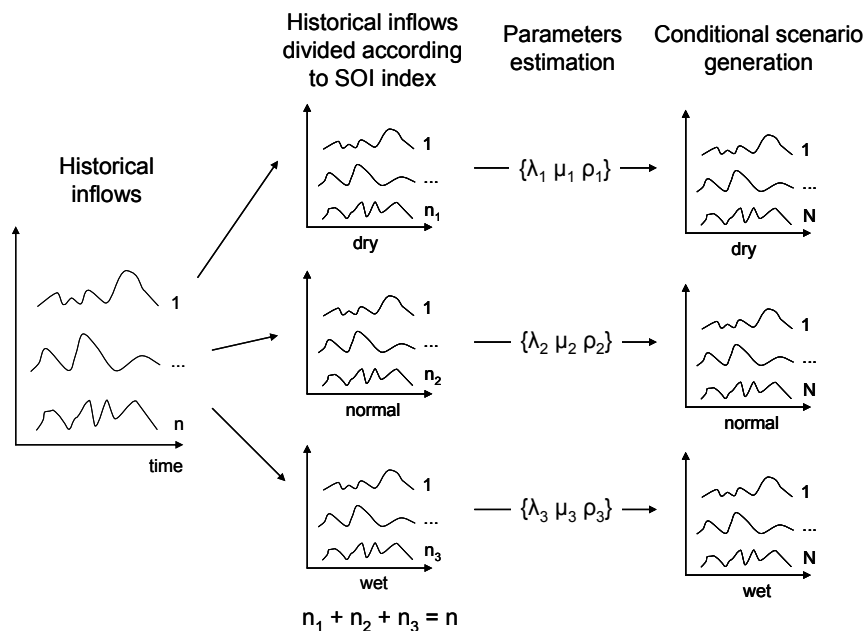 Historical inflows
divided according
to SOI index
Parameters
estimation
Conditional scenario
generation
Historical
inflows
1
...
n
time
1
...
n₁
dry
{λ₁ μ₁ ρ₁}
1
...
N
dry
1
...
n₂
normal
{λ₂ μ₂ ρ₂}
1
...
N
normal
1
...
n₃
wet
{λ₃ μ₃ ρ₃}
1
...
N
wet
n₁ + n₂ + n₃ = n